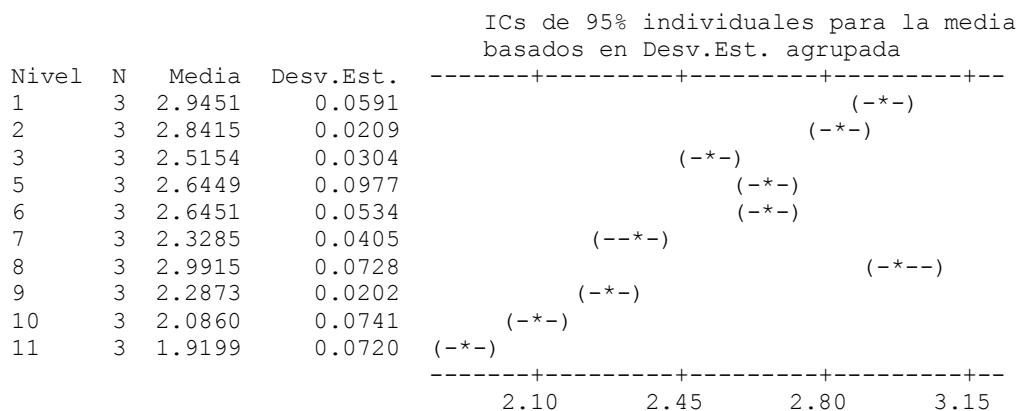 ICs de 95% individuales para la media
basados en Desv.Est. agrupada
Nivel  N   Media  Desv.Est.  -------+---------+---------+---------+--
1      3  2.9451     0.0591                               (-*-)
2      3  2.8415     0.0209                            (-*-)
3      3  2.5154     0.0304                   (-*-)
5      3  2.6449     0.0977                       (-*-)
6      3  2.6451     0.0534                       (-*-)
7      3  2.3285     0.0405             (--*-)
8      3  2.9915     0.0728                                (-*--)
9      3  2.2873     0.0202            (-*-)
10     3  2.0860     0.0741       (-*-)
11     3  1.9199     0.0720  (-*-)
-------+---------+---------+---------+--
2.10      2.45      2.80      3.15